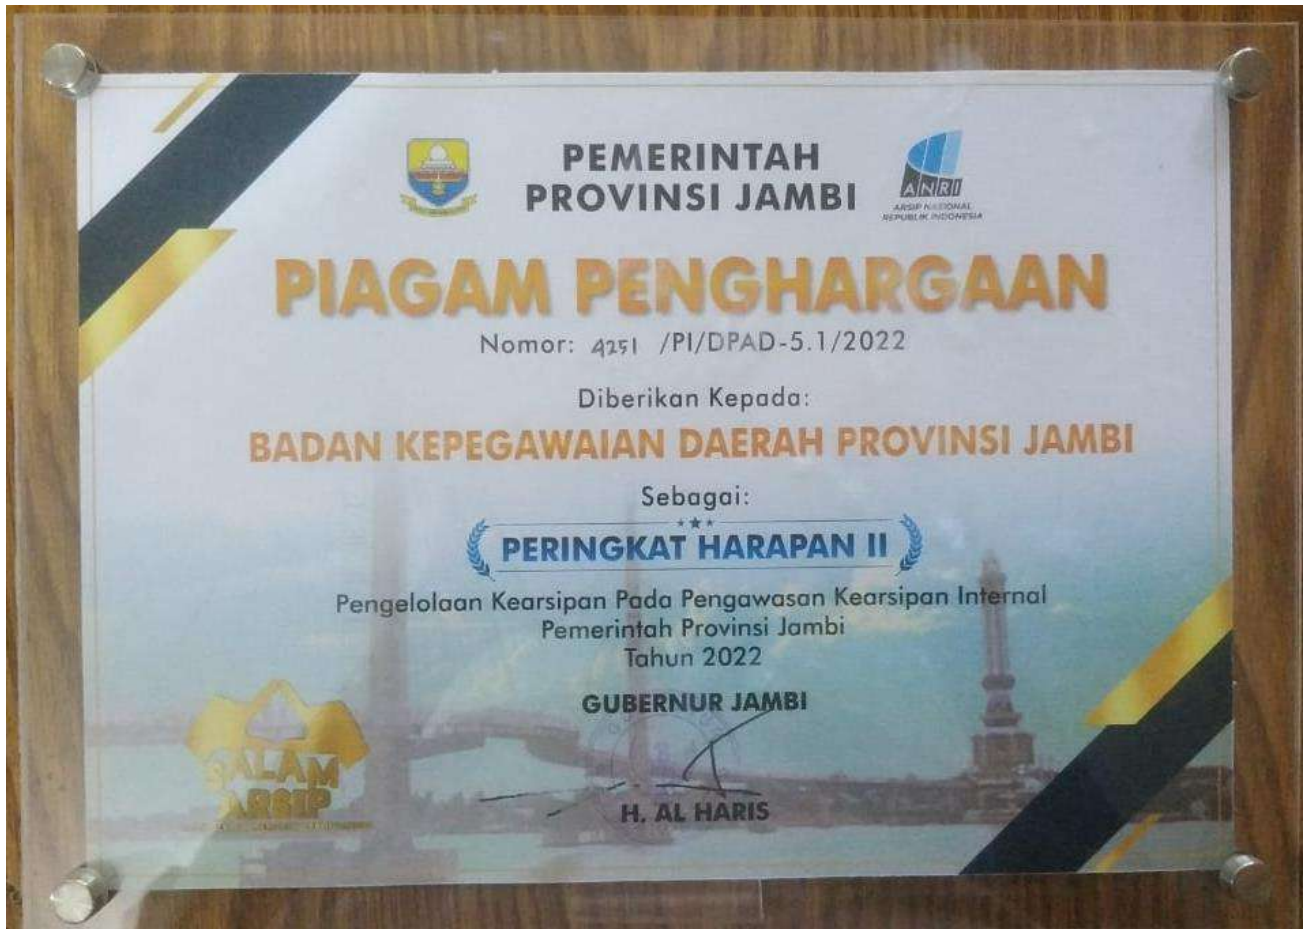 PEMERINTAH
PROVINSI JAMBI
ANRI
ARSIP NASIONAL
REPUBLIK INDONESIA
PIAGAM PENGHARGAAN
Nomor: 4251 /PI/DPAD-5.1/2022
Diberikan Kepada:
BADAN KEPEGAWAIAN DAERAH PROVINSI JAMBI
Sebagai:
PERINGKAT HARAPAN II
Pengelolaan Kearsipan Pada Pengawasan Kearsipan Internal
Pemerintah Provinsi Jambi
Tahun 2022
GUBERNUR JAMBI
H. AL HARIS
SALAM
ARSIP